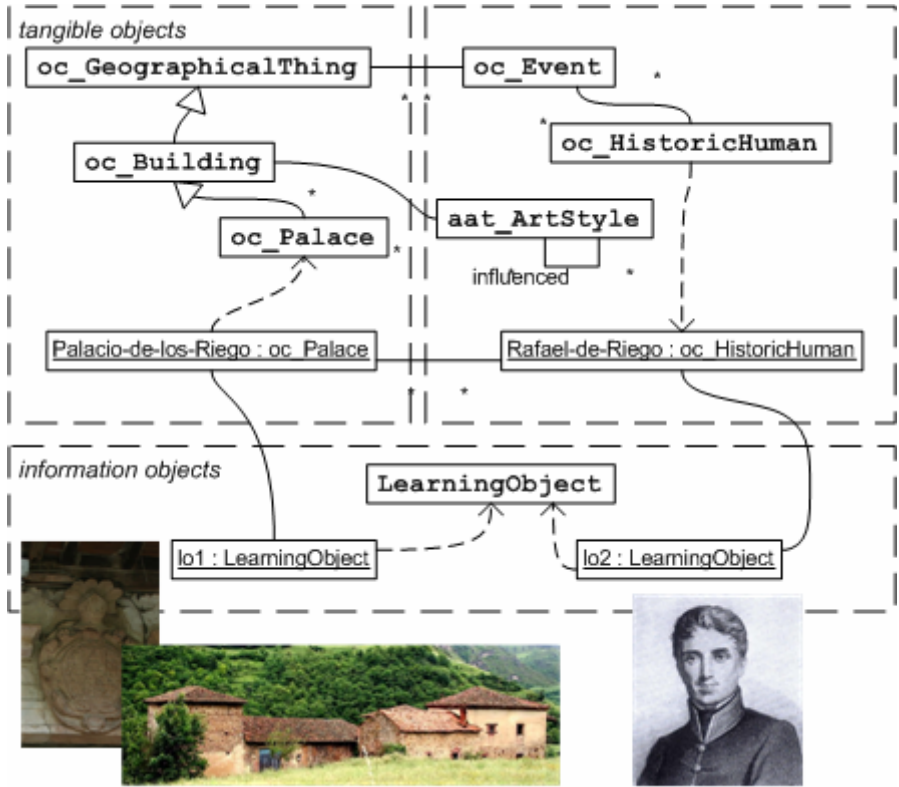 tangible objects
oc_GeographicalThing
oc_Event
*
* *
*
oc_HistoricHuman
oc_Building
*
aat_ArtStyle
oc_Palace
*
influenced
*
*
Palacio-de-los-Riego : oc_Palace
Rafael-de-Riego : oc_HistoricHuman
* *
information objects
LearningObject
lo1 : LearningObject
lo2 : LearningObject